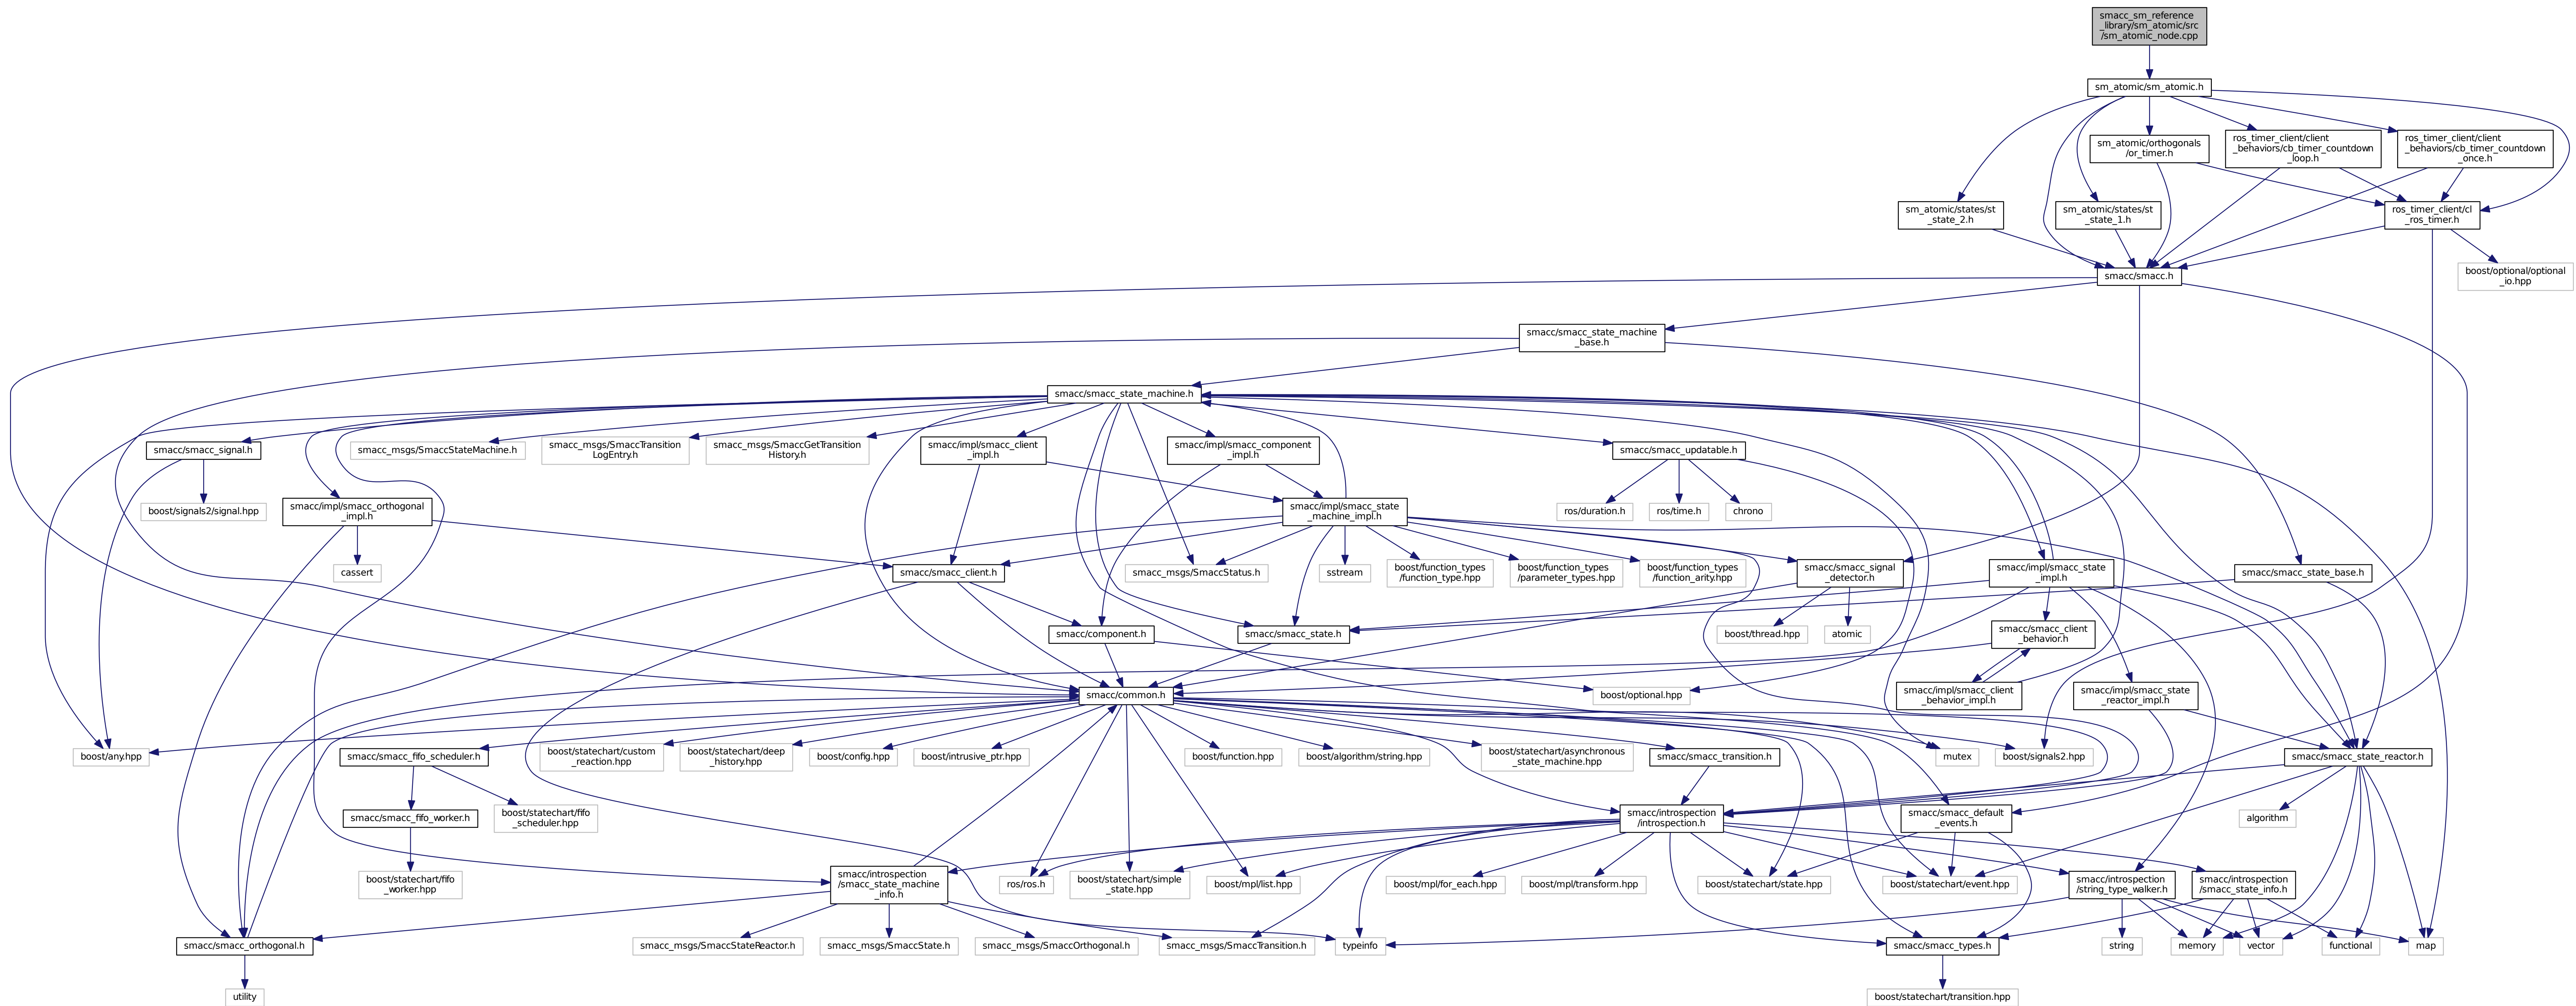 smacc_sm_reference
_library/sm_atomic/src
/sm_atomic_node.cpp
sm_atomic/sm_atomic.h
sm_atomic/orthogonals
/or_timer.h
ros_timer_client/client
_behaviors/cb_timer_countdown
_loop.h
ros_timer_client/client
_behaviors/cb_timer_countdown
_once.h
sm_atomic/states/st
_state_2.h
sm_atomic/states/st
_state_1.h
ros_timer_client/cl
_ros_timer.h
smacc/smacc.h
boost/optional/optional
_io.hpp
smacc/smacc_state_machine
_base.h
smacc/smacc_state_machine.h
smacc/smacc_signal.h
smacc_msgs/SmaccStateMachine.h
smacc_msgs/SmaccTransition
LogEntry.h
smacc_msgs/SmaccGetTransition
History.h
smacc/impl/smacc_client
_impl.h
smacc/impl/smacc_component
_impl.h
smacc/smacc_updatable.h
boost/signals2/signal.hpp
smacc/impl/smacc_orthogonal
_impl.h
smacc/impl/smacc_state
_machine_impl.h
ros/duration.h
ros/time.h
chrono
cassert
smacc/smacc_client.h
smacc_msgs/SmaccStatus.h
sstream
boost/function_types
/function_type.hpp
boost/function_types
/parameter_types.hpp
boost/function_types
/function_arity.hpp
smacc/smacc_signal
_detector.h
smacc/impl/smacc_state
_impl.h
smacc/smacc_state_base.h
smacc/component.h
smacc/smacc_state.h
boost/thread.hpp
atomic
smacc/smacc_client
_behavior.h
smacc/common.h
boost/optional.hpp
smacc/impl/smacc_client
_behavior_impl.h
smacc/impl/smacc_state
_reactor_impl.h
boost/any.hpp
smacc/smacc_fifo_scheduler.h
boost/statechart/custom
_reaction.hpp
boost/statechart/deep
_history.hpp
boost/config.hpp
boost/intrusive_ptr.hpp
boost/function.hpp
boost/algorithm/string.hpp
boost/statechart/asynchronous
_state_machine.hpp
smacc/smacc_transition.h
mutex
boost/signals2.hpp
smacc/smacc_state_reactor.h
smacc/smacc_fifo_worker.h
boost/statechart/fifo
_scheduler.hpp
smacc/introspection
/introspection.h
smacc/smacc_default
_events.h
algorithm
boost/statechart/fifo
_worker.hpp
smacc/introspection
/smacc_state_machine
_info.h
ros/ros.h
boost/statechart/simple
_state.hpp
boost/mpl/list.hpp
boost/mpl/for_each.hpp
boost/mpl/transform.hpp
boost/statechart/state.hpp
boost/statechart/event.hpp
smacc/introspection
/string_type_walker.h
smacc/introspection
/smacc_state_info.h
smacc/smacc_orthogonal.h
smacc_msgs/SmaccStateReactor.h
smacc_msgs/SmaccState.h
smacc_msgs/SmaccOrthogonal.h
smacc_msgs/SmaccTransition.h
typeinfo
smacc/smacc_types.h
string
memory
vector
functional
map
utility
boost/statechart/transition.hpp